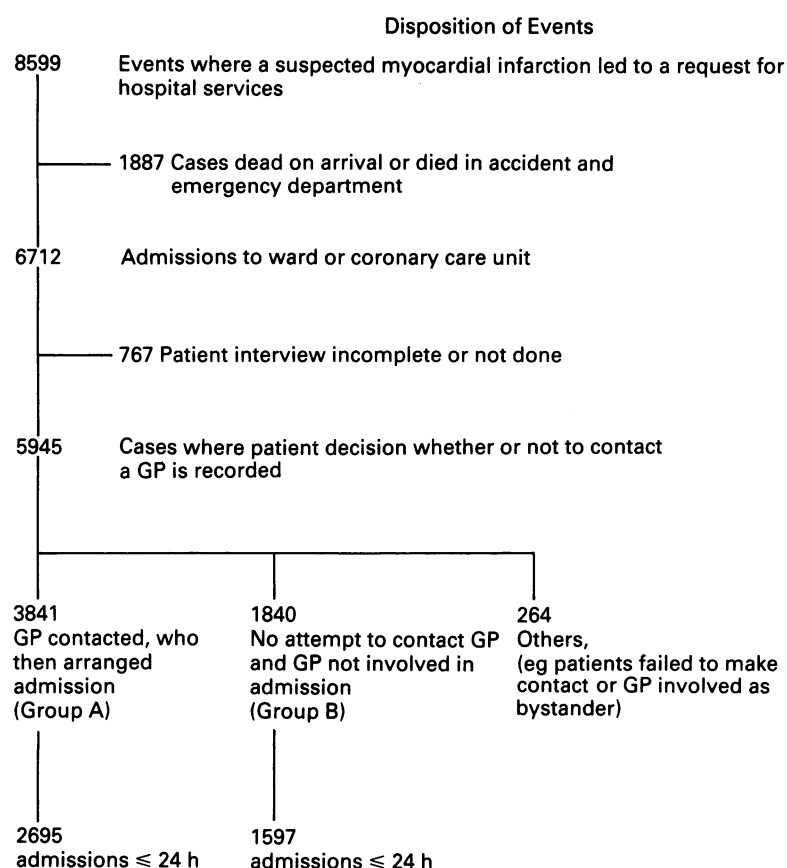 Disposition of Events
8599 Events where a suspected myocardial infarction led to a request for
hospital services
1887 Cases dead on arrival or died in accident and
emergency department
6712 Admissions to ward or coronary care unit
767 Patient interview incomplete or not done
5945 Cases where patient decision whether or not to contact
a GP is recorded
3841
GP contacted, who
then arranged
admission
(Group A)
1840
No attempt to contact GP
and GP not involved in
admission
(Group B)
264
Others,
(eg patients failed to make
contact or GP involved as
bystander)
2695
admissions ⩽ 24 h
1597
admissions ⩽ 24 h